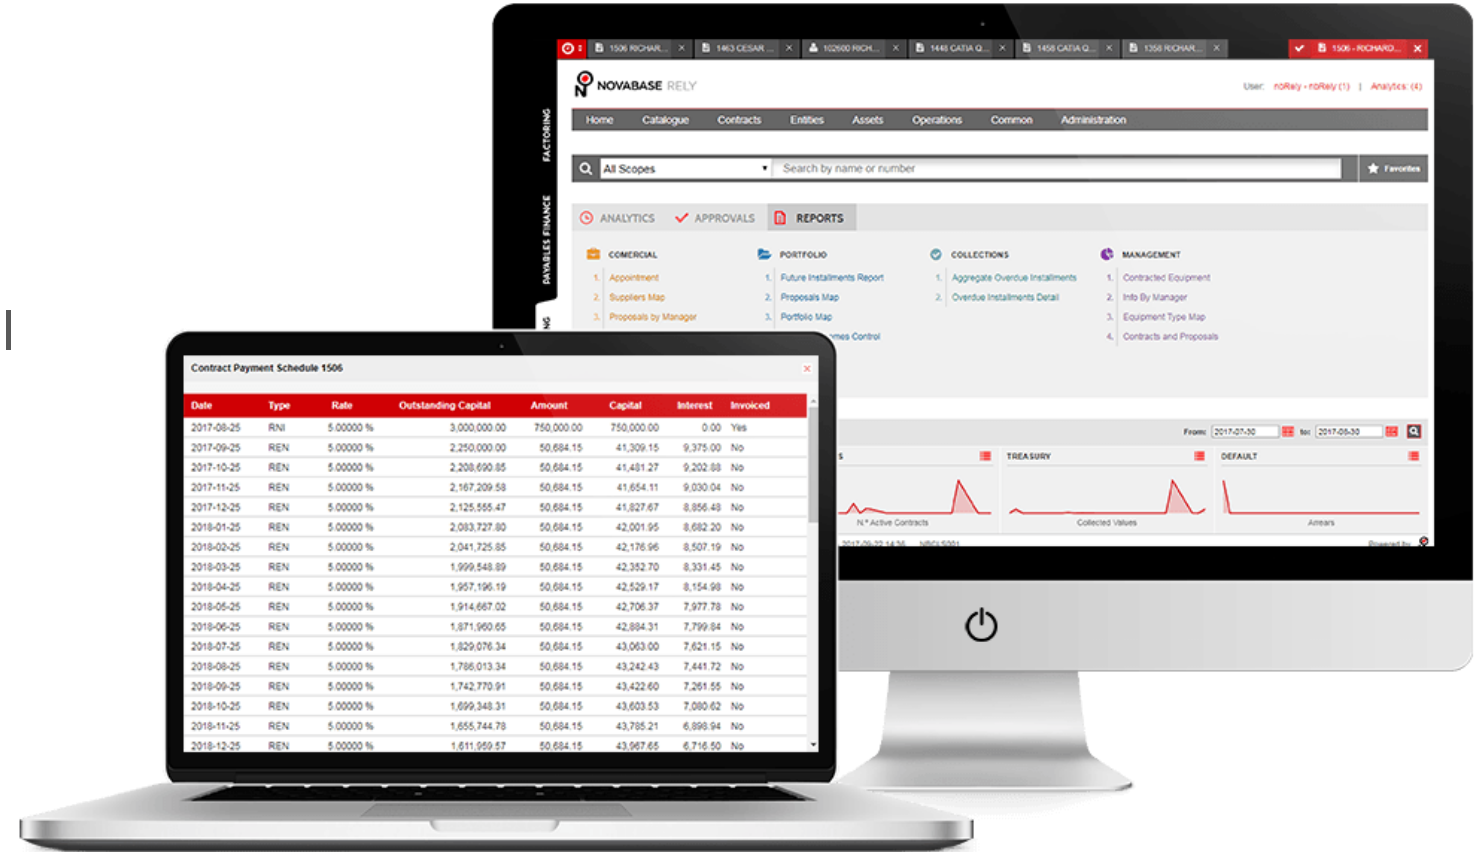 1506 RICHAR... 1463 CESAR ... 102600 RICH... 1448 CATIA Q... 1458 CATIA Q... 1358 RICHAR... 1506 - RICHARD...
NOVABASE RELY
User: nbRely - nbRely (1) | Analytics: (4)
FACTORING
PAYABLES FINANCE
Home Catalogue Contracts Entities Assets Operations Common Administration
All Scopes Search by name or number Favorites
ANALYTICS APPROVALS REPORTS
COMERCIAL
1. Appointment
2. Suppliers Map
3. Proposals by Manager
PORTFOLIO
1. Future Installments Report
2. Proposals Map
3. Portfolio Map
omes Control
COLLECTIONS
1. Aggregate Overdue Installments
2. Overdue Installments Detail
MANAGEMENT
1. Contracted Equipment
2. Info By Manager
3. Equipment Type Map
4. Contracts and Proposals
From: 2017-07-30 to: 2017-08-30
S TREASURY DEFAULT
N.º Active Contracts Collected Values Arrears
2017-09-22 14:36 Powered by
Contract Payment Schedule 1506
Date Type Rate Outstanding Capital Amount Capital Interest Invoiced
2017-08-25 RNI 5.00000 % 3,000,000.00 750,000.00 750,000.00 0.00 Yes
2017-09-25 REN 5.00000 % 2,250,000.00 50,684.15 41,309.15 9,375.00 No
2017-10-25 REN 5.00000 % 2,208,690.85 50,684.15 41,481.27 9,202.88 No
2017-11-25 REN 5.00000 % 2,167,209.58 50,684.15 41,654.11 9,030.04 No
2017-12-25 REN 5.00000 % 2,125,555.47 50,684.15 41,827.67 8,856.48 No
2018-01-25 REN 5.00000 % 2,083,727.80 50,684.15 42,001.95 8,682.20 No
2018-02-25 REN 5.00000 % 2,041,725.85 50,684.15 42,176.96 8,507.19 No
2018-03-25 REN 5.00000 % 1,999,548.89 50,684.15 42,352.70 8,331.45 No
2018-04-25 REN 5.00000 % 1,957,196.19 50,684.15 42,529.17 8,154.98 No
2018-05-25 REN 5.00000 % 1,914,667.02 50,684.15 42,706.37 7,977.78 No
2018-06-25 REN 5.00000 % 1,871,960.65 50,684.15 42,884.31 7,799.84 No
2018-07-25 REN 5.00000 % 1,829,076.34 50,684.15 43,063.00 7,621.15 No
2018-08-25 REN 5.00000 % 1,786,013.34 50,684.15 43,242.43 7,441.72 No
2018-09-25 REN 5.00000 % 1,742,770.91 50,684.15 43,422.60 7,261.55 No
2018-10-25 REN 5.00000 % 1,699,348.31 50,684.15 43,603.53 7,080.62 No
2018-11-25 REN 5.00000 % 1,655,744.78 50,684.15 43,785.21 6,898.94 No
2018-12-25 REN 5.00000 % 1,611,959.57 50,684.15 43,967.65 6,716.50 No